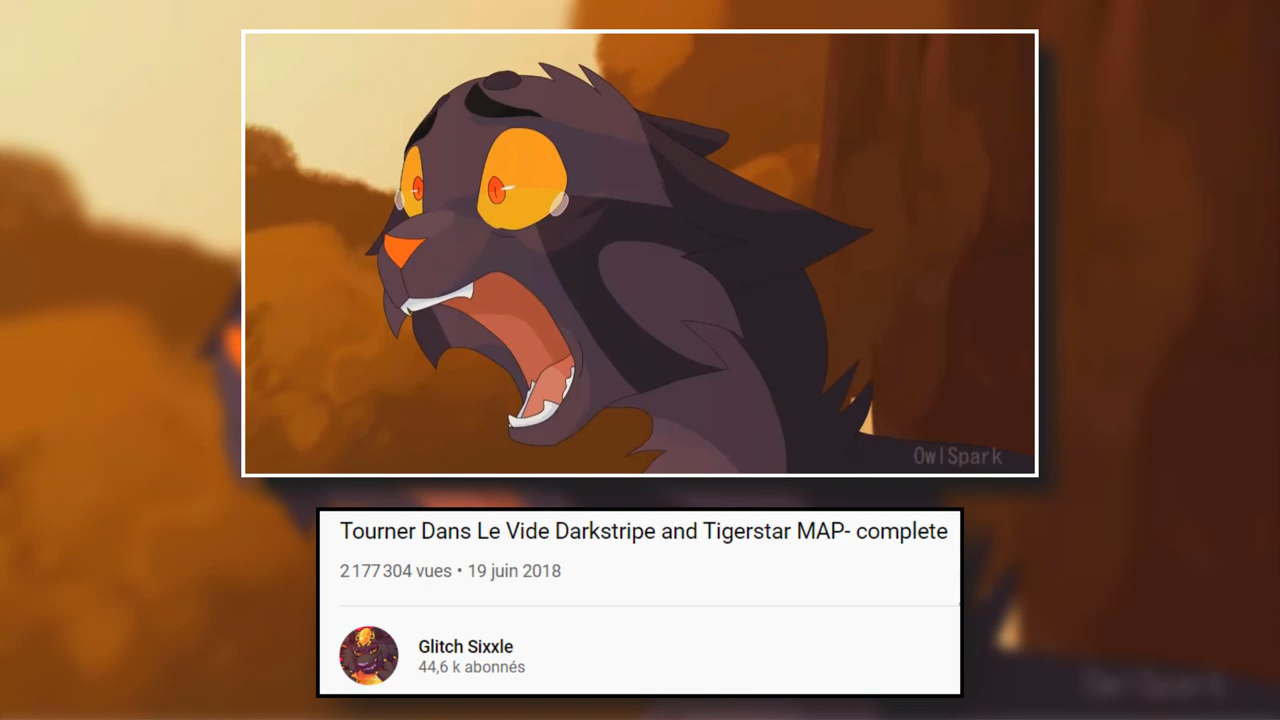 OwlSpark
Tourner Dans Le Vide Darkstripe and Tigerstar MAP- complete
2 177 304 vues • 19 juin 2018
Glitch Sixxle
44,6 k abonnés
OwlSpark